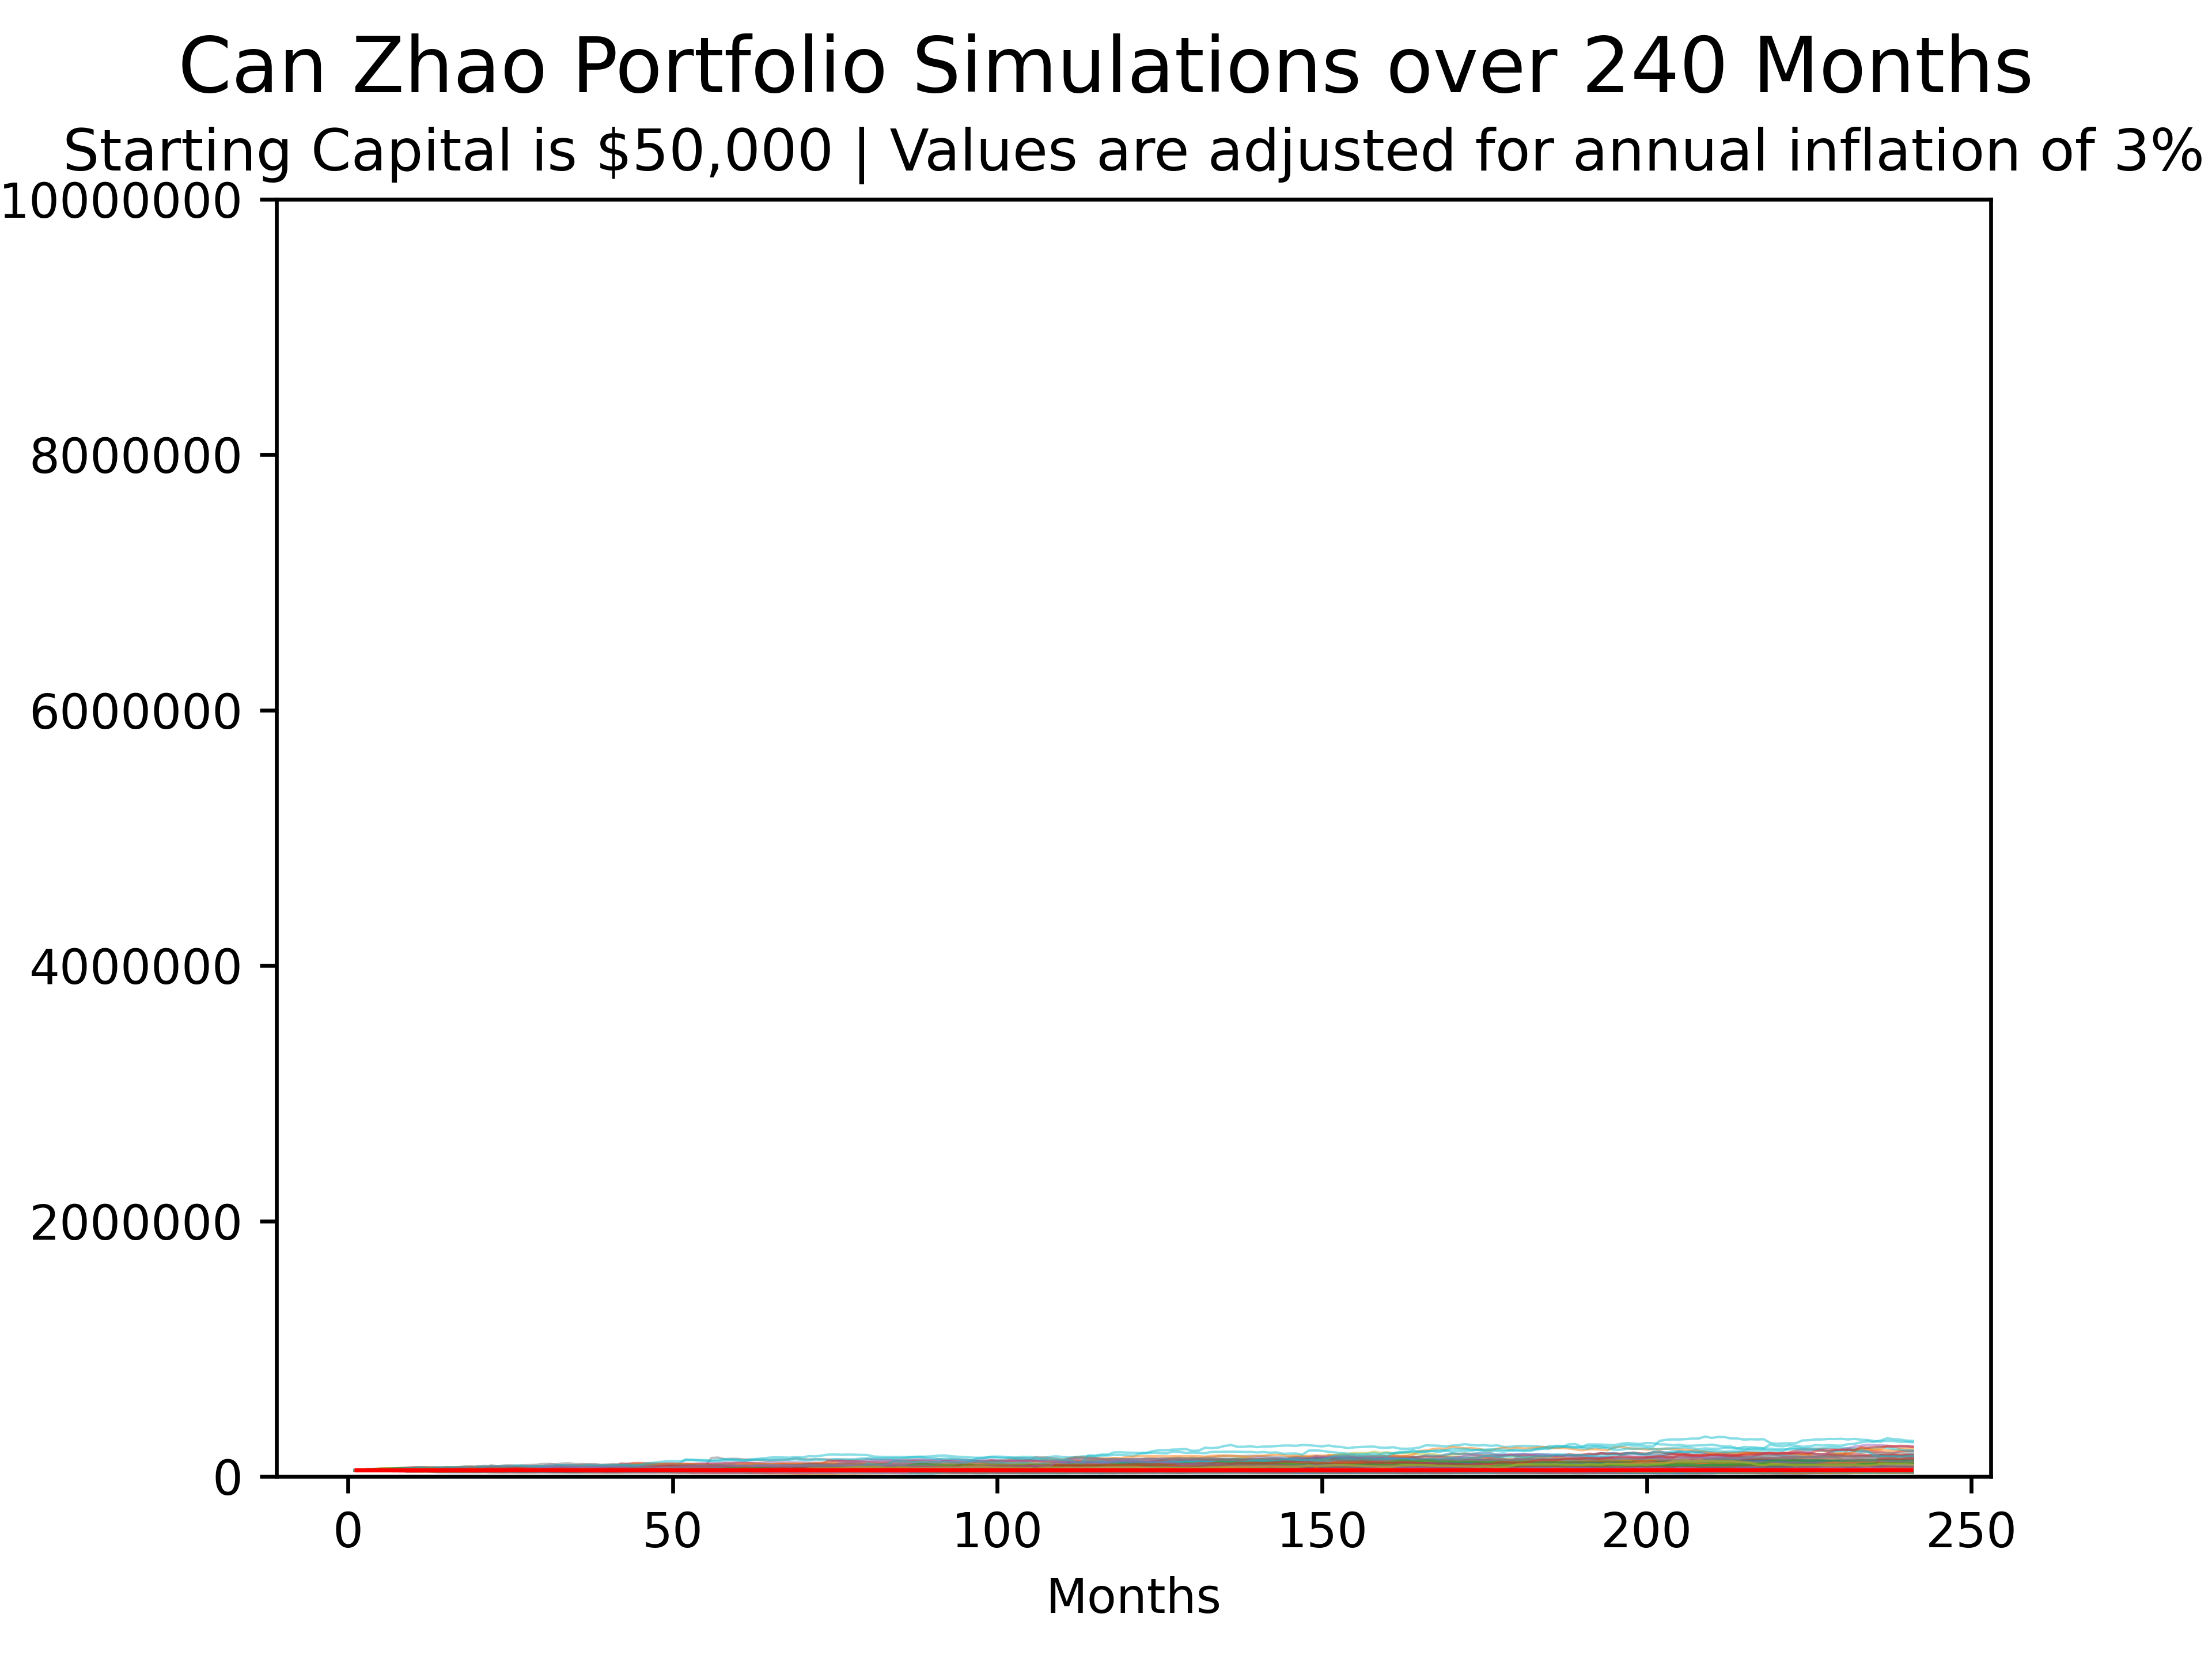 Can Zhao Portfolio Simulations over 240 Months
Starting Capital is $50,000 | Values are adjusted for annual inflation of 3%
10000000
8000000
6000000
4000000
2000000
0
0 50 100 150 200 250
Months